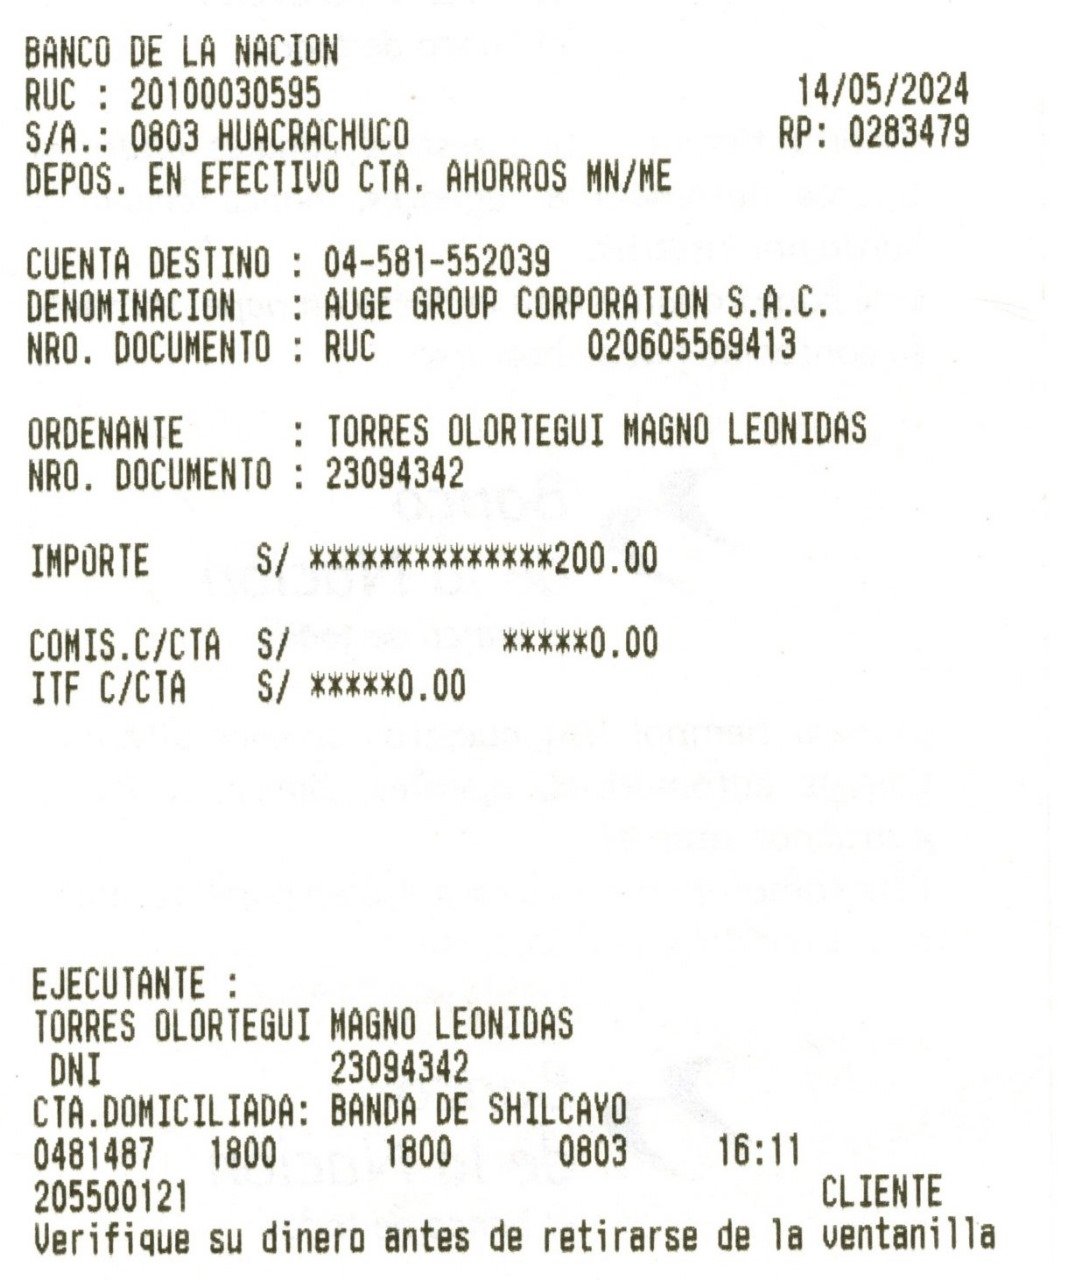 BANCO DE LA NACION
RUC : 20100030595 14/05/2024
S/A.: 0803 HUACRACHUCO RP: 0283479
DEPOS. EN EFECTIVO CTA. AHORROS MN/ME
CUENTA DESTINO : 04-581-552039
DENOMINACION : AUGE GROUP CORPORATION S.A.C.
NRO. DOCUMENTO : RUC 020605569413
ORDENANTE : TORRES OLORTEGUI MAGNO LEONIDAS
NRO. DOCUMENTO : 23094342
IMPORTE S/ **************200.00
COMIS.C/CTA S/ *****0.00
ITF C/CTA S/ *****0.00
EJECUTANTE :
TORRES OLORTEGUI MAGNO LEONIDAS
DNI 23094342
CTA.DOMICILIADA: BANDA DE SHILCAYO
0481487 1800 1800 0803 16:11
205500121 CLIENTE
Verifique su dinero antes de retirarse de la ventanilla